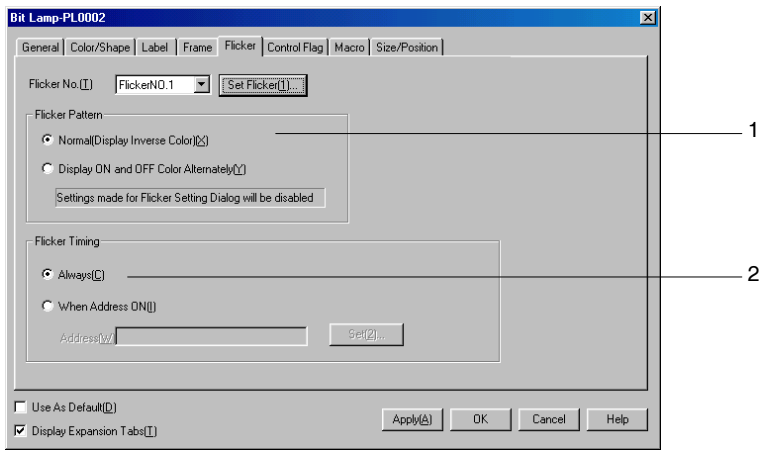 Bit Lamp-PL0002
General Color/Shape Label Frame Flicker Control Flag Macro Size/Position
Flicker No.(T) FlickerNO.1 Set Flicker(1)...
Flicker Pattern
Normal(Display Inverse Color)(X) 1
Display ON and OFF Color Alternately(Y)
Settings made for Flicker Setting Dialog will be disabled
Flicker Timing
Always(C) 2
When Address ON(I)
Address(W) Set(2)...
Use As Default(D)
Display Expansion Tabs(T)
Apply(A) OK Cancel Help